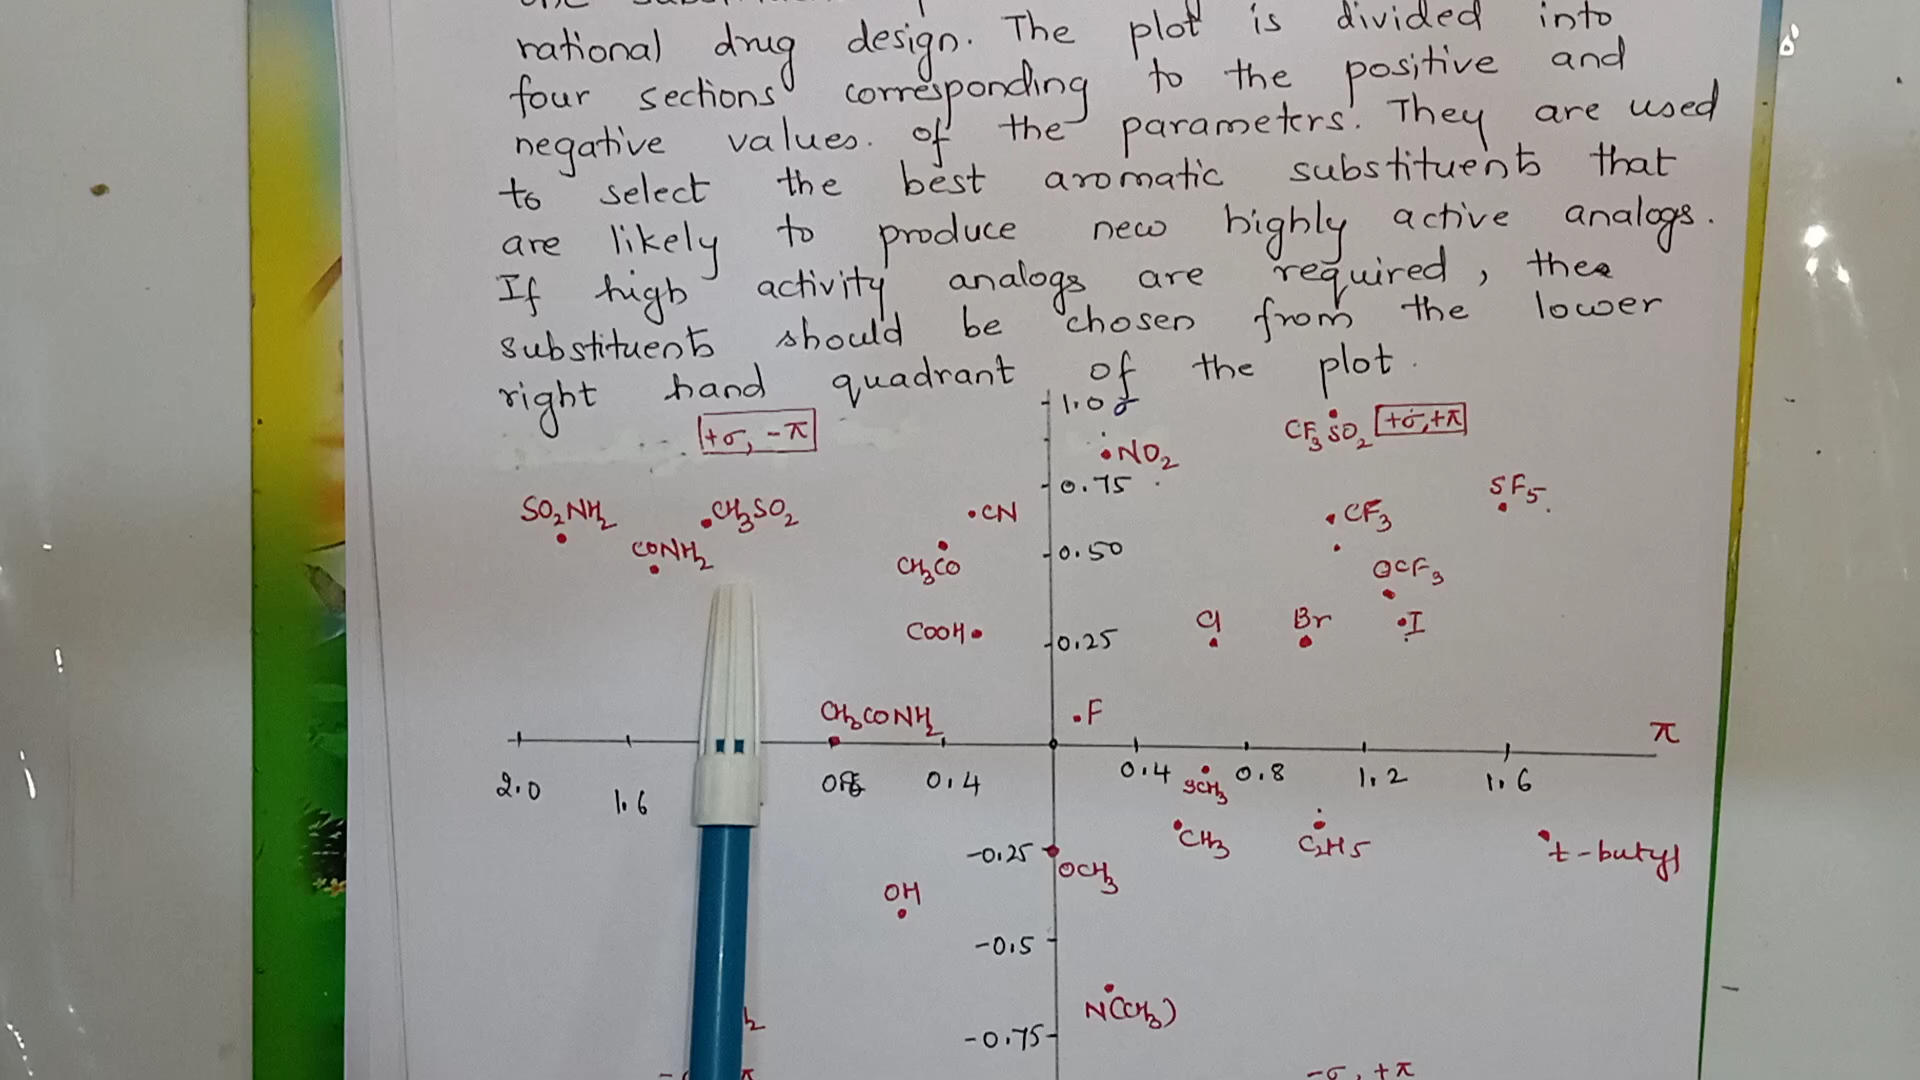 rational drug design. The plot is divided into
four sections corresponding to the positive and
negative values. of the parameters. They are used
to select the best aromatic substituents that
are likely to produce new highly active analogs.
If high activity analogs are required, the
substituents should be chosen from the lower
right hand quadrant of the plot.
1.0 σ
+σ, -π
CF3SO2 +σ,+π
NO2
0.75
SF5
SO2NH2 CH3SO2 CN CF3
CONH2 0.50
CH3CO OCF3
COOH 0.25 Cl Br I
CH3CONH2 F
π
2.0 1.6 0.4 0.4 SCH3 0.8 1.2 1.6
-0.25 OCH3 CH3 C2H5 t-butyl
OH
-0.5
N(CH3)
-0.75
-σ, +π